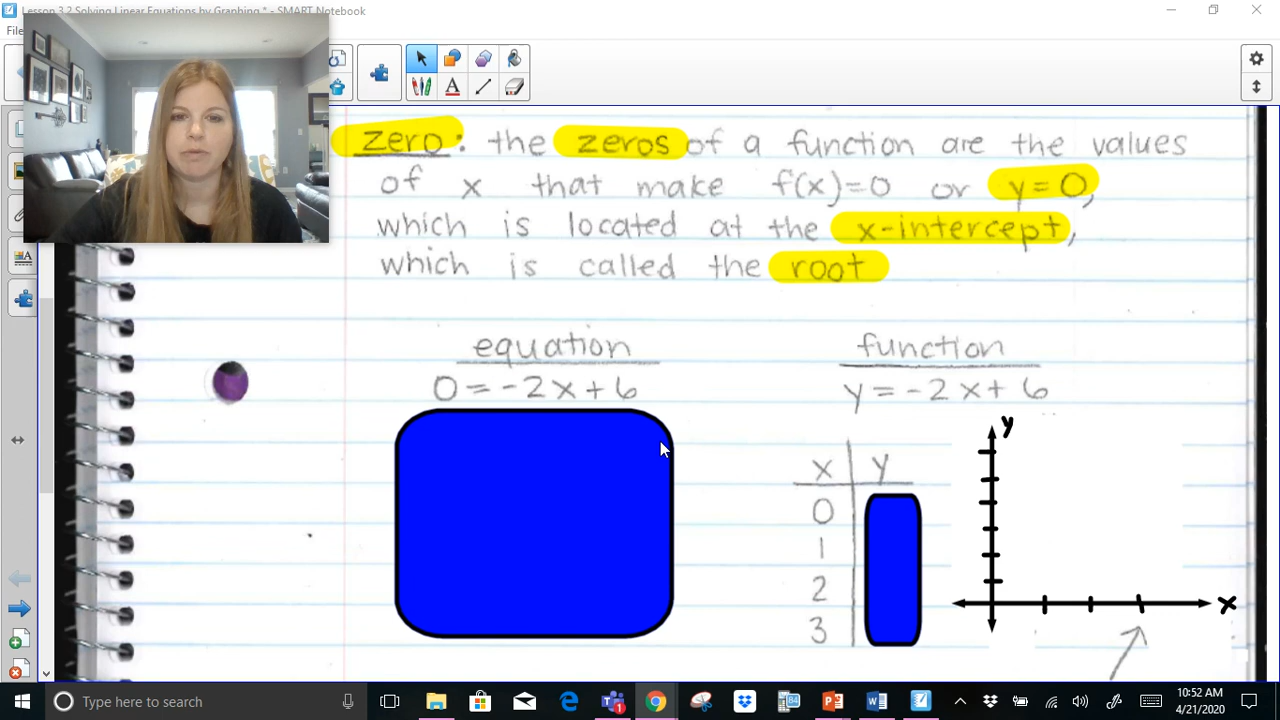 Lesson 3.2 Solving Linear Equations by Graphing * - SMART Notebook
File
zero: the zeros of a function are the values
of x that make f(x)=0 or y=0,
which is located at the x-intercept,
which is called the root
equation
0=-2x+6
function
y=-2x+6
x y
0
1
2
3
y
x
Type here to search
10:52 AM
4/21/2020